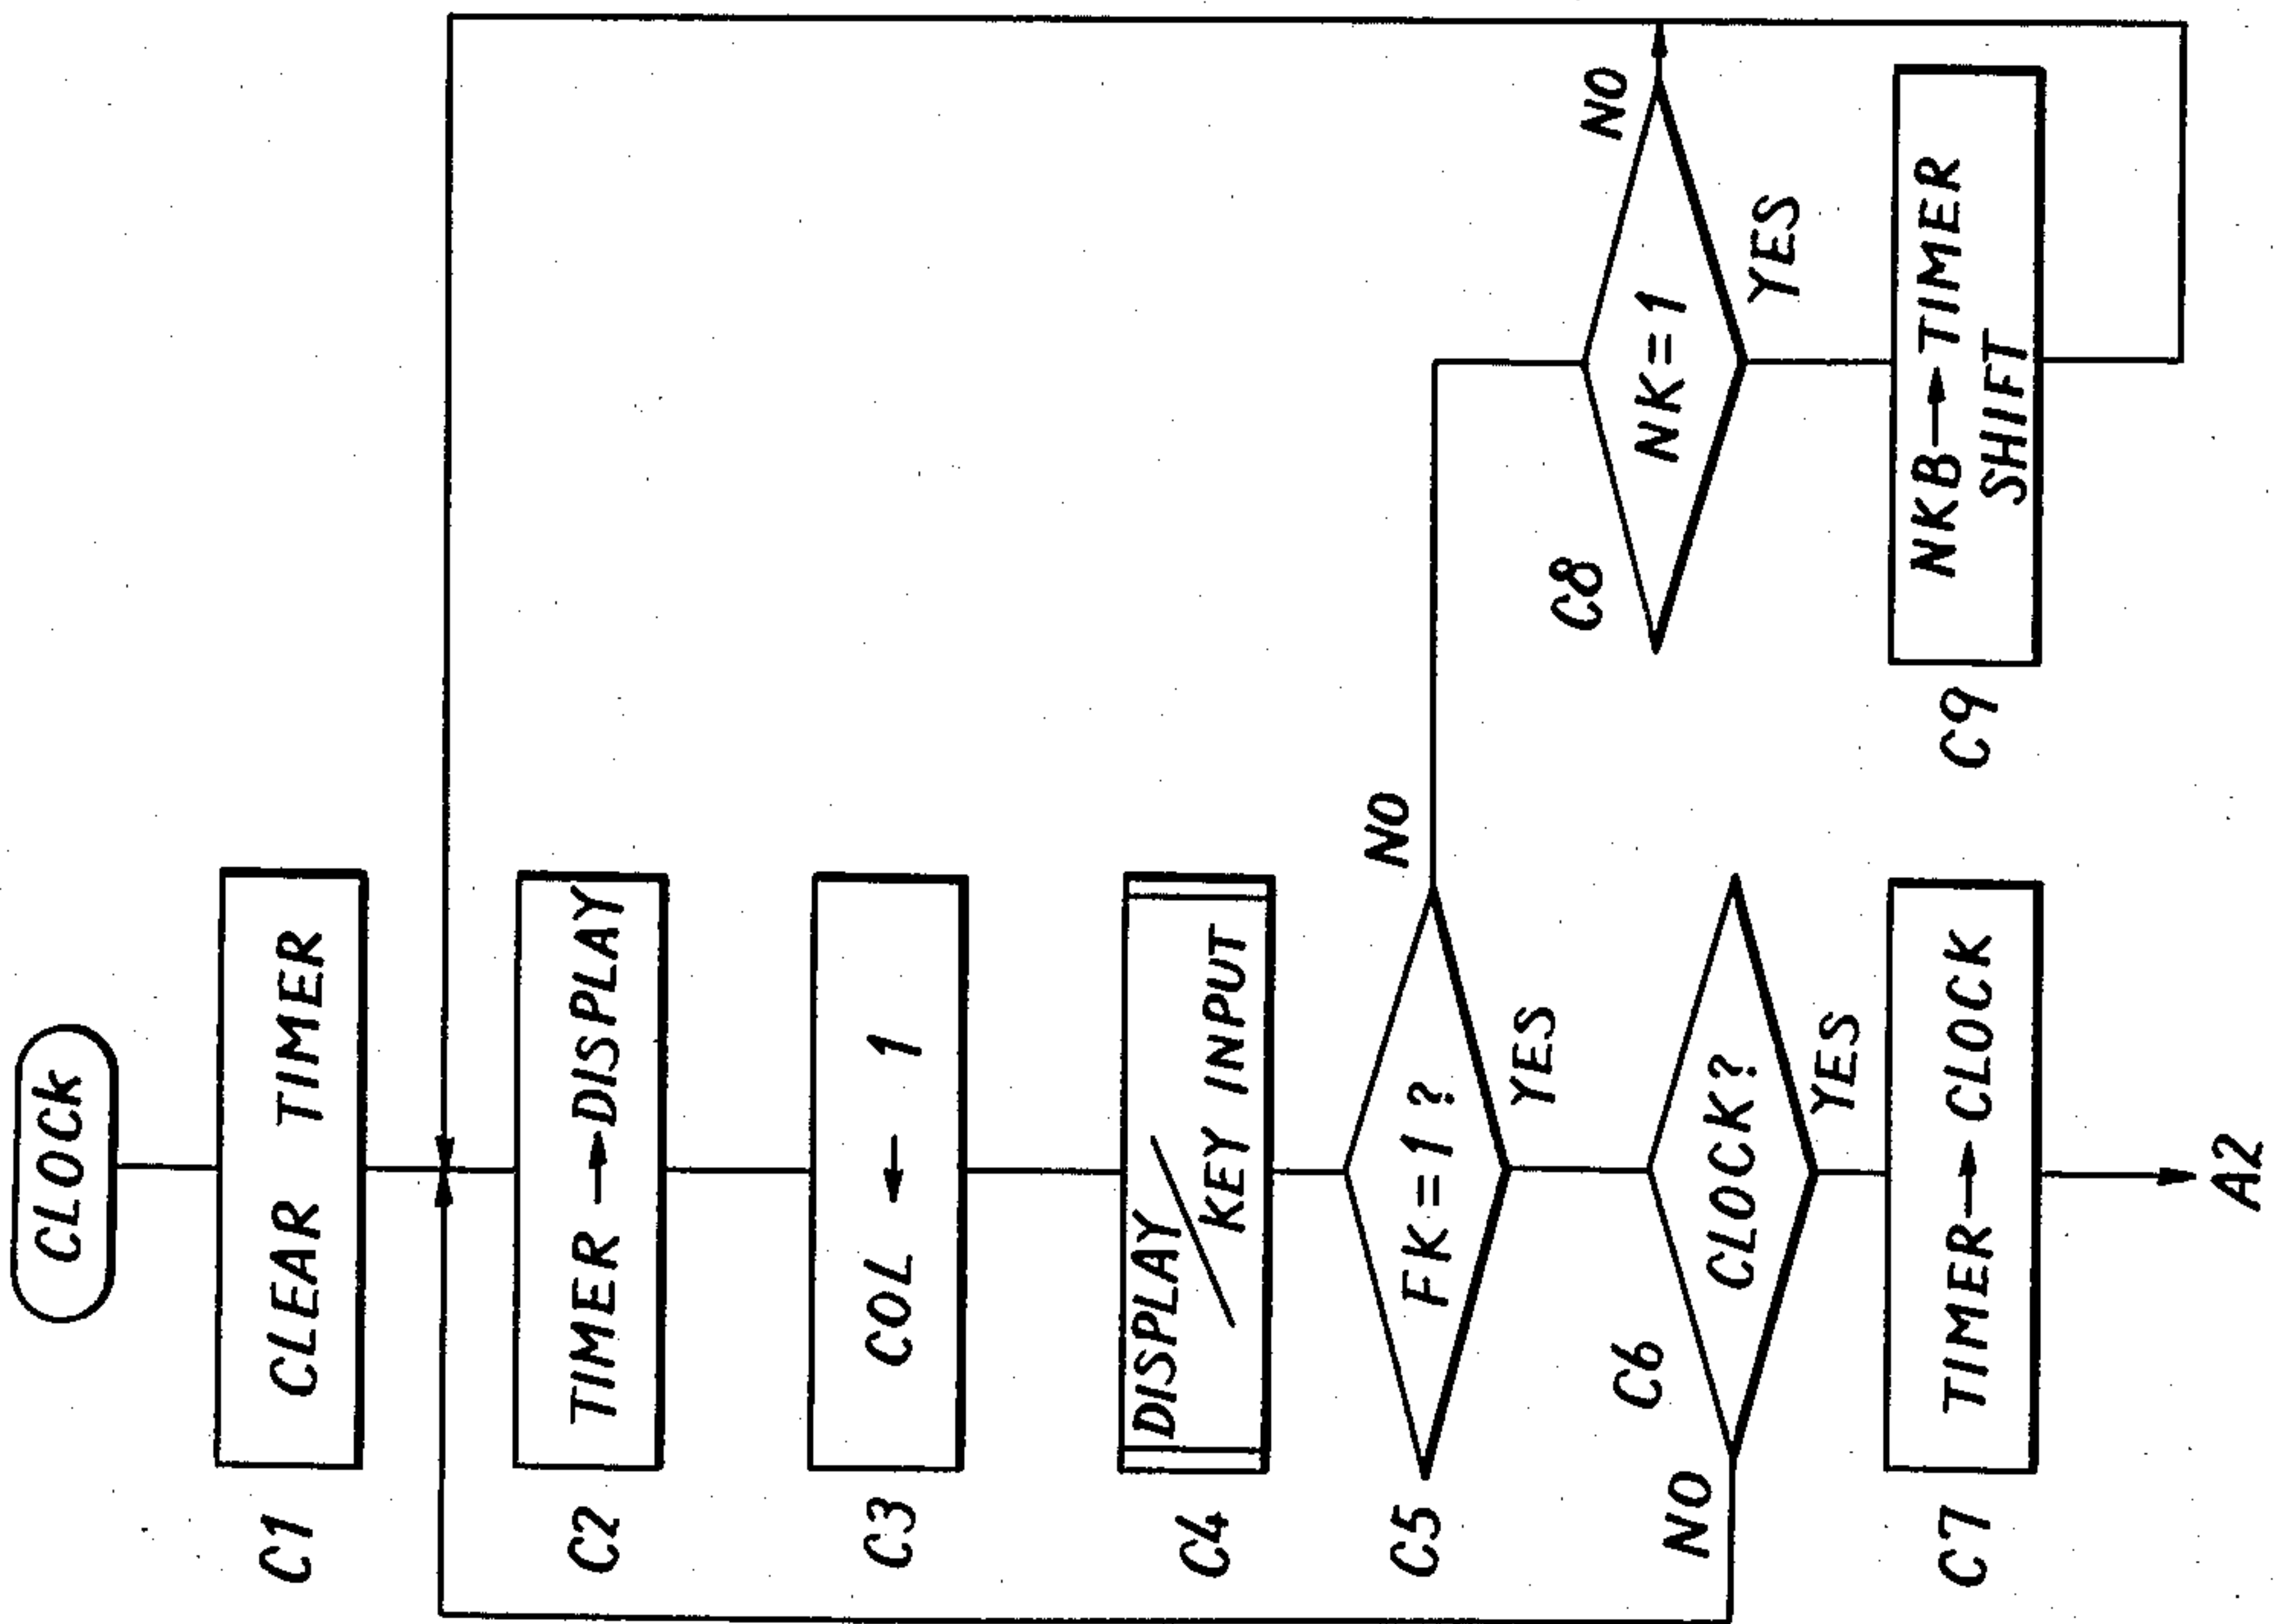 CLOCK
C1
CLEAR TIMER
C2
TIMER → DISPLAY
C3
COL ← 1
C4
DISPLAY /
KEY INPUT
C5
FK=1?
NO
YES
C6
CLOCK?
NO
YES
C7
TIMER → CLOCK
A2
C8
NK=1
NO
YES
C9
NKB → TIMER
SHIFT